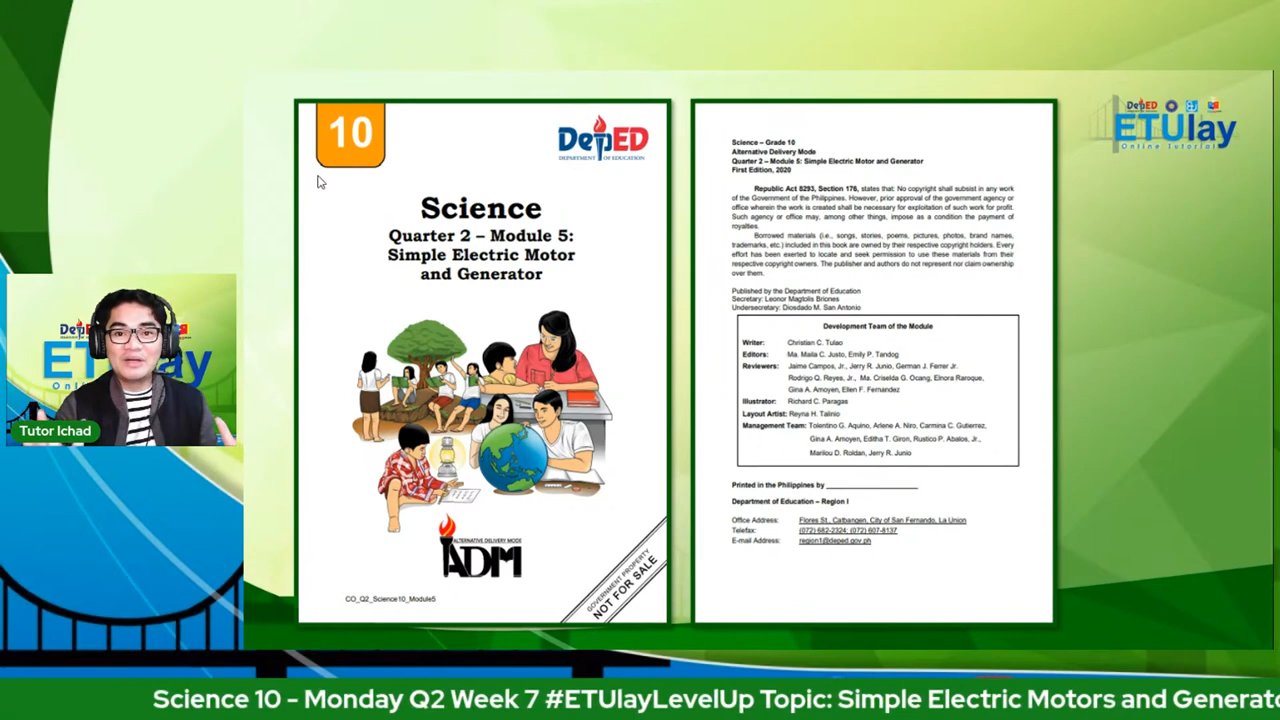 10
DepED
DEPARTMENT OF EDUCATION
Science
Quarter 2 – Module 5:
Simple Electric Motor
and Generator
ALTERNATIVE DELIVERY MODE
ADM
GOVERNMENT PROPERTY
NOT FOR SALE
CO_Q2_Science10_Module5
Science – Grade 10
Alternative Delivery Mode
Quarter 2 – Module 5: Simple Electric Motor and Generator
First Edition, 2020
Republic Act 8293, Section 176, states that: No copyright shall subsist in any work
of the Government of the Philippines. However, prior approval of the government agency or
office wherein the work is created shall be necessary for exploitation of such work for profit.
Such agency or office may, among other things, impose as a condition the payment of
royalties.
Borrowed materials (i.e., songs, stories, poems, pictures, photos, brand names,
trademarks, etc.) included in this book are owned by their respective copyright holders. Every
effort has been exerted to locate and seek permission to use these materials from their
respective copyright owners. The publisher and authors do not represent nor claim ownership
over them.
Published by the Department of Education
Secretary: Leonor Magtolis Briones
Undersecretary: Diosdado M. San Antonio
Development Team of the Module
Writer: Christian C. Tulao
Editors: Ma. Maila C. Justo, Emily P. Tandog
Reviewers: Jaime Campos, Jr., Jerry R. Junio, German J. Ferrer Jr.
Rodrigo Q. Reyes, Jr., Ma. Criselda G. Ocang, Elnora Raroque,
Gina A. Amoyen, Ellen F. Fernandez
Illustrator: Richard C. Paragas
Layout Artist: Reyna H. Talinio
Management Team: Tolentino G. Aquino, Arlene A. Niro, Carmina C. Gutierrez,
Gina A. Amoyen, Editha T. Giron, Rustico P. Abalos, Jr.,
Marilou D. Roldan, Jerry R. Junio
Printed in the Philippines by ____________________
Department of Education – Region I
Office Address: Flores St., Catbangen, City of San Fernando, La Union
Telefax: (072) 682-2324; (072) 607-8137
E-mail Address: region1@deped.gov.ph
DepED
ETUlay
Online Tutorial
Tutor Ichad
Science 10 - Monday Q2 Week 7 #ETUlayLevelUp Topic: Simple Electric Motors and Generato